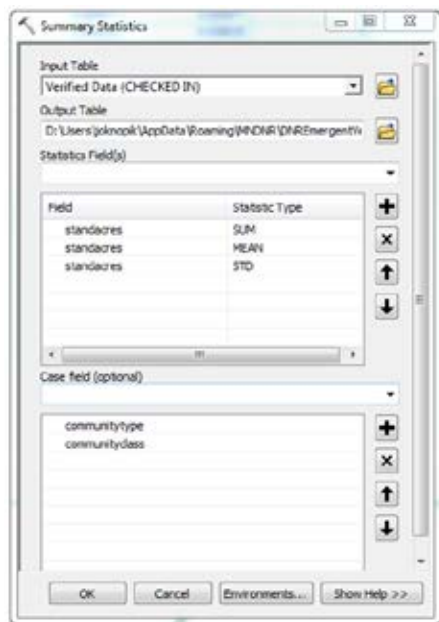 Summary Statistics
Input Table
Verified Data (CHECKED IN)
Output Table
D:\Users\joknopik\AppData\Roaming\MNDNR\DNREmergentVe
Statistics Field(s)
Field Statistic Type
standacres SUM
standacres MEAN
standacres STD
Case field (optional)
communitytype
communityclass
OK Cancel Environments... Show Help >>